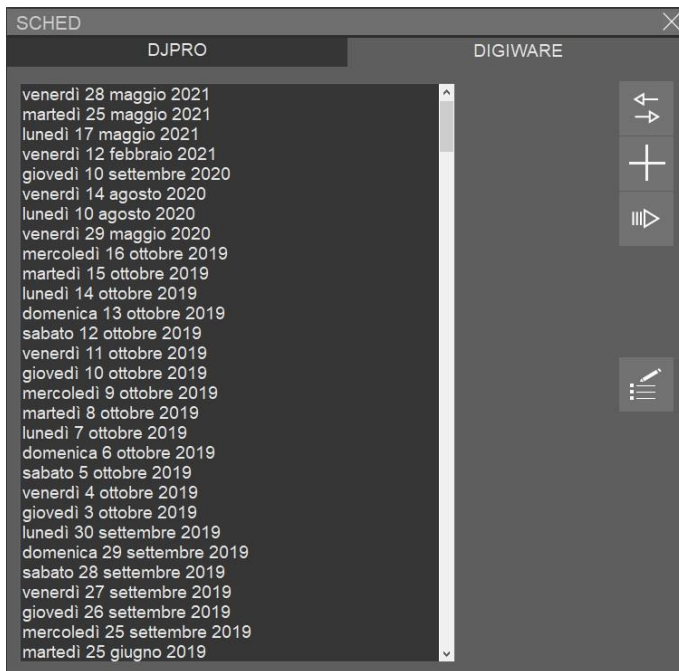 SCHED
DJPRO
DIGIWARE
venerdì 28 maggio 2021
martedì 25 maggio 2021
lunedì 17 maggio 2021
venerdì 12 febbraio 2021
giovedì 10 settembre 2020
venerdì 14 agosto 2020
lunedì 10 agosto 2020
venerdì 29 maggio 2020
mercoledì 16 ottobre 2019
martedì 15 ottobre 2019
lunedì 14 ottobre 2019
domenica 13 ottobre 2019
sabato 12 ottobre 2019
venerdì 11 ottobre 2019
giovedì 10 ottobre 2019
mercoledì 9 ottobre 2019
martedì 8 ottobre 2019
lunedì 7 ottobre 2019
domenica 6 ottobre 2019
sabato 5 ottobre 2019
venerdì 4 ottobre 2019
giovedì 3 ottobre 2019
lunedì 30 settembre 2019
domenica 29 settembre 2019
sabato 28 settembre 2019
venerdì 27 settembre 2019
giovedì 26 settembre 2019
mercoledì 25 settembre 2019
martedì 25 giugno 2019